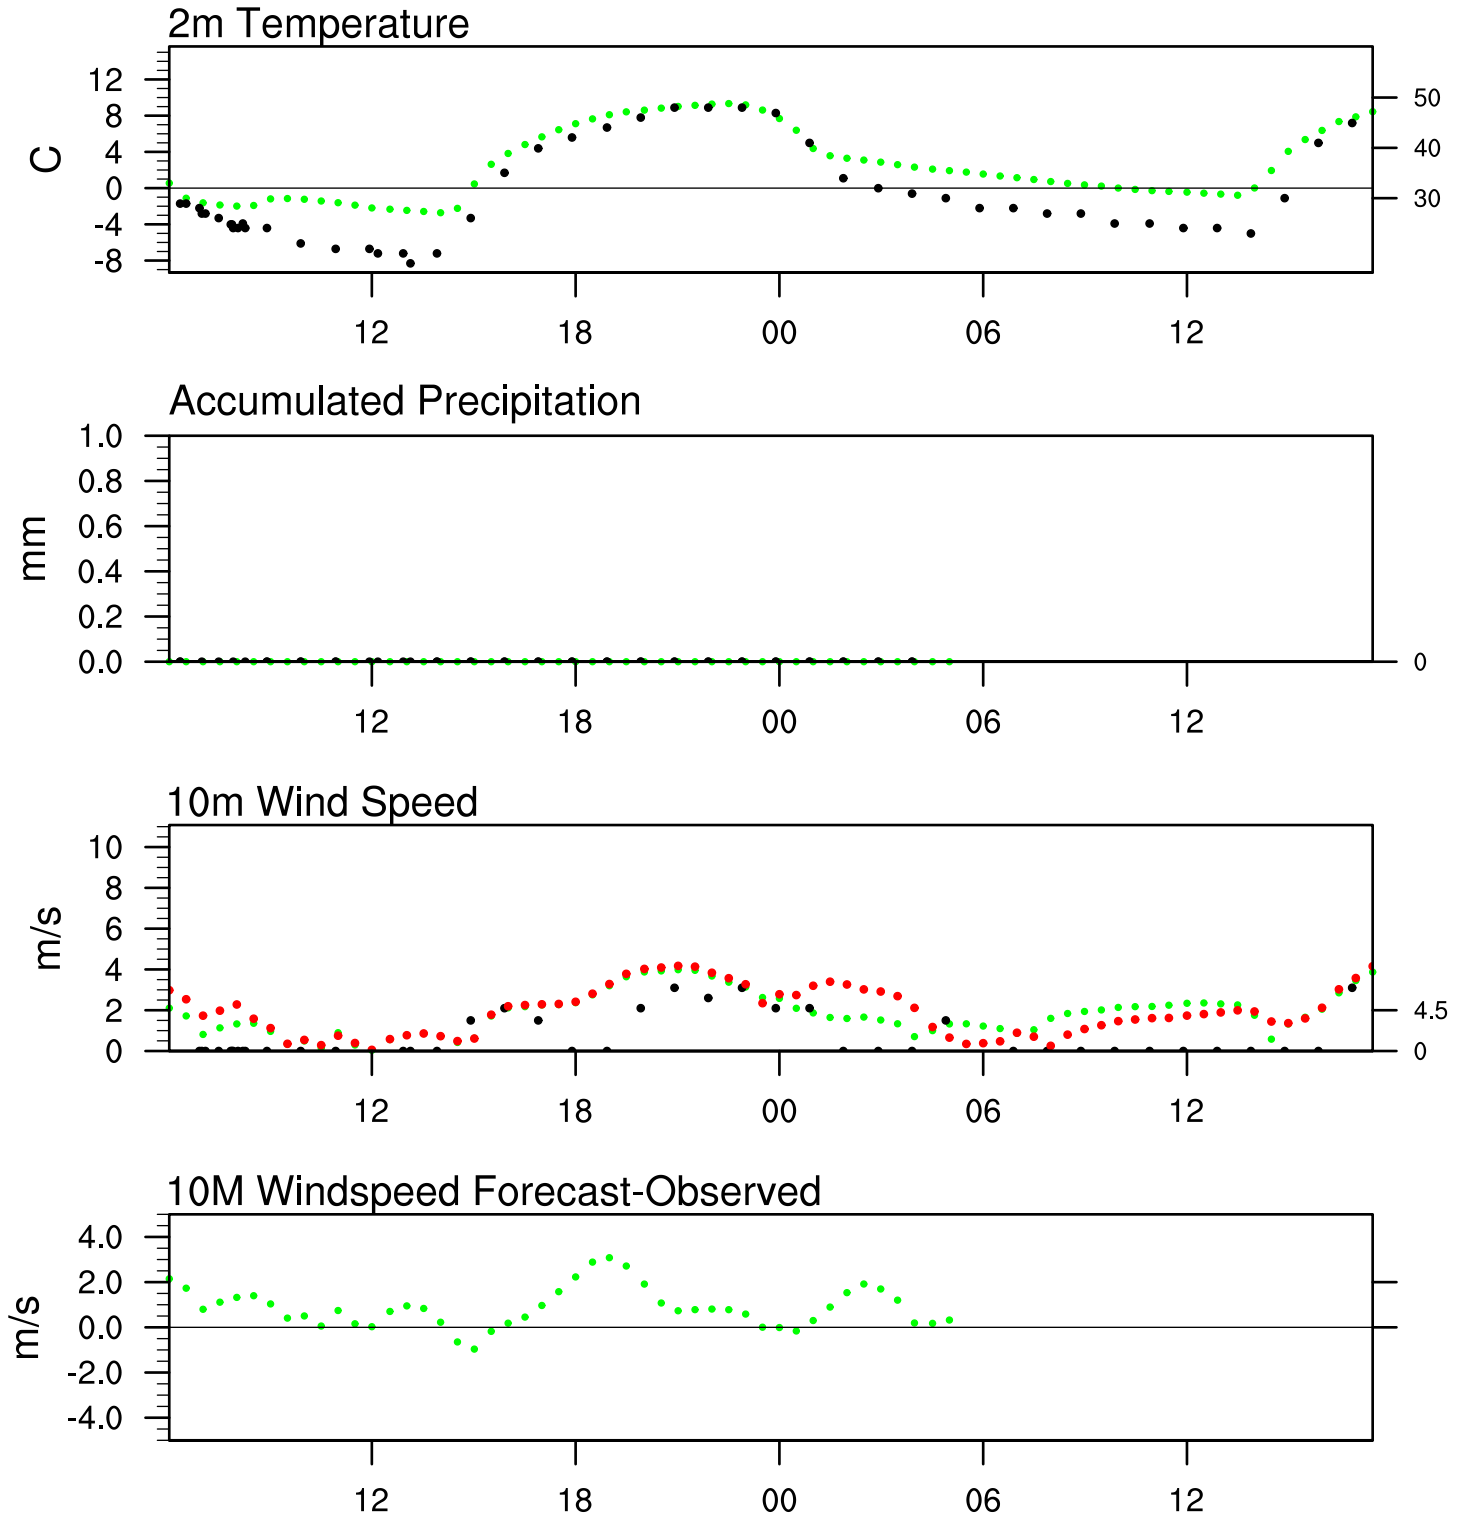 2m Temperature
12
8
4
0
-4
-8
C
50
40
30
12 18 00 06 12
Accumulated Precipitation
1.0
0.8
0.6
0.4
0.2
0.0
mm
0
12 18 00 06 12
10m Wind Speed
10
8
6
4
2
0
m/s
4.5
0
12 18 00 06 12
10M Windspeed Forecast-Observed
4.0
2.0
0.0
-2.0
-4.0
m/s
12 18 00 06 12